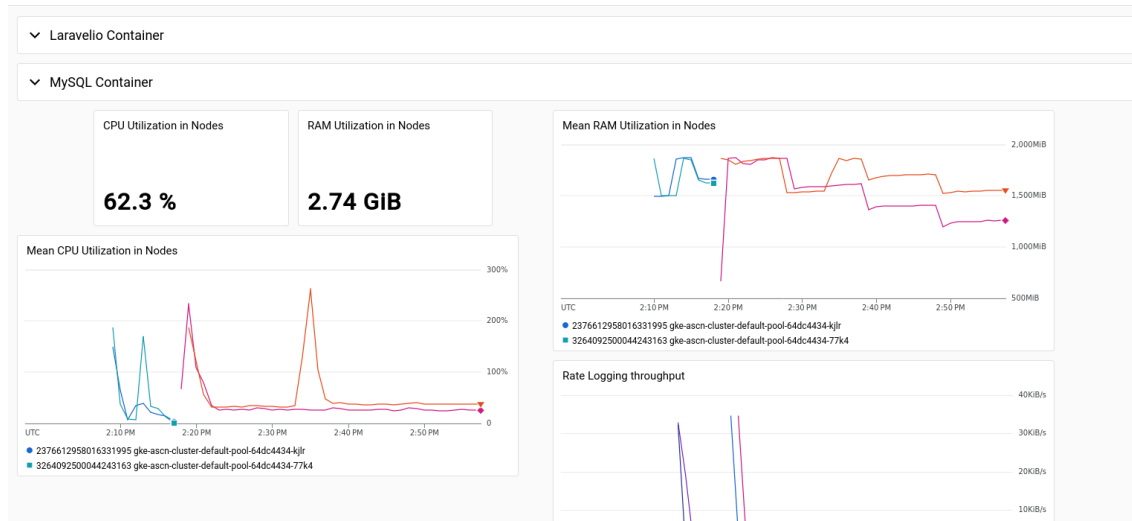 Laravelio Container
MySQL Container
CPU Utilization in Nodes
62.3 %
RAM Utilization in Nodes
2.74 GiB
Mean CPU Utilization in Nodes
300%
200%
100%
0
UTC 2:10 PM 2:20 PM 2:30 PM 2:40 PM 2:50 PM
2376612958016331995 gke-ascn-cluster-default-pool-64dc4434-kjlr
3264092500044243163 gke-ascn-cluster-default-pool-64dc4434-77k4
Mean RAM Utilization in Nodes
2,000MiB
1,500MiB
1,000MiB
500MiB
UTC 2:10 PM 2:20 PM 2:30 PM 2:40 PM 2:50 PM
2376612958016331995 gke-ascn-cluster-default-pool-64dc4434-kjlr
3264092500044243163 gke-ascn-cluster-default-pool-64dc4434-77k4
Rate Logging throughput
40KiB/s
30KiB/s
20KiB/s
10KiB/s